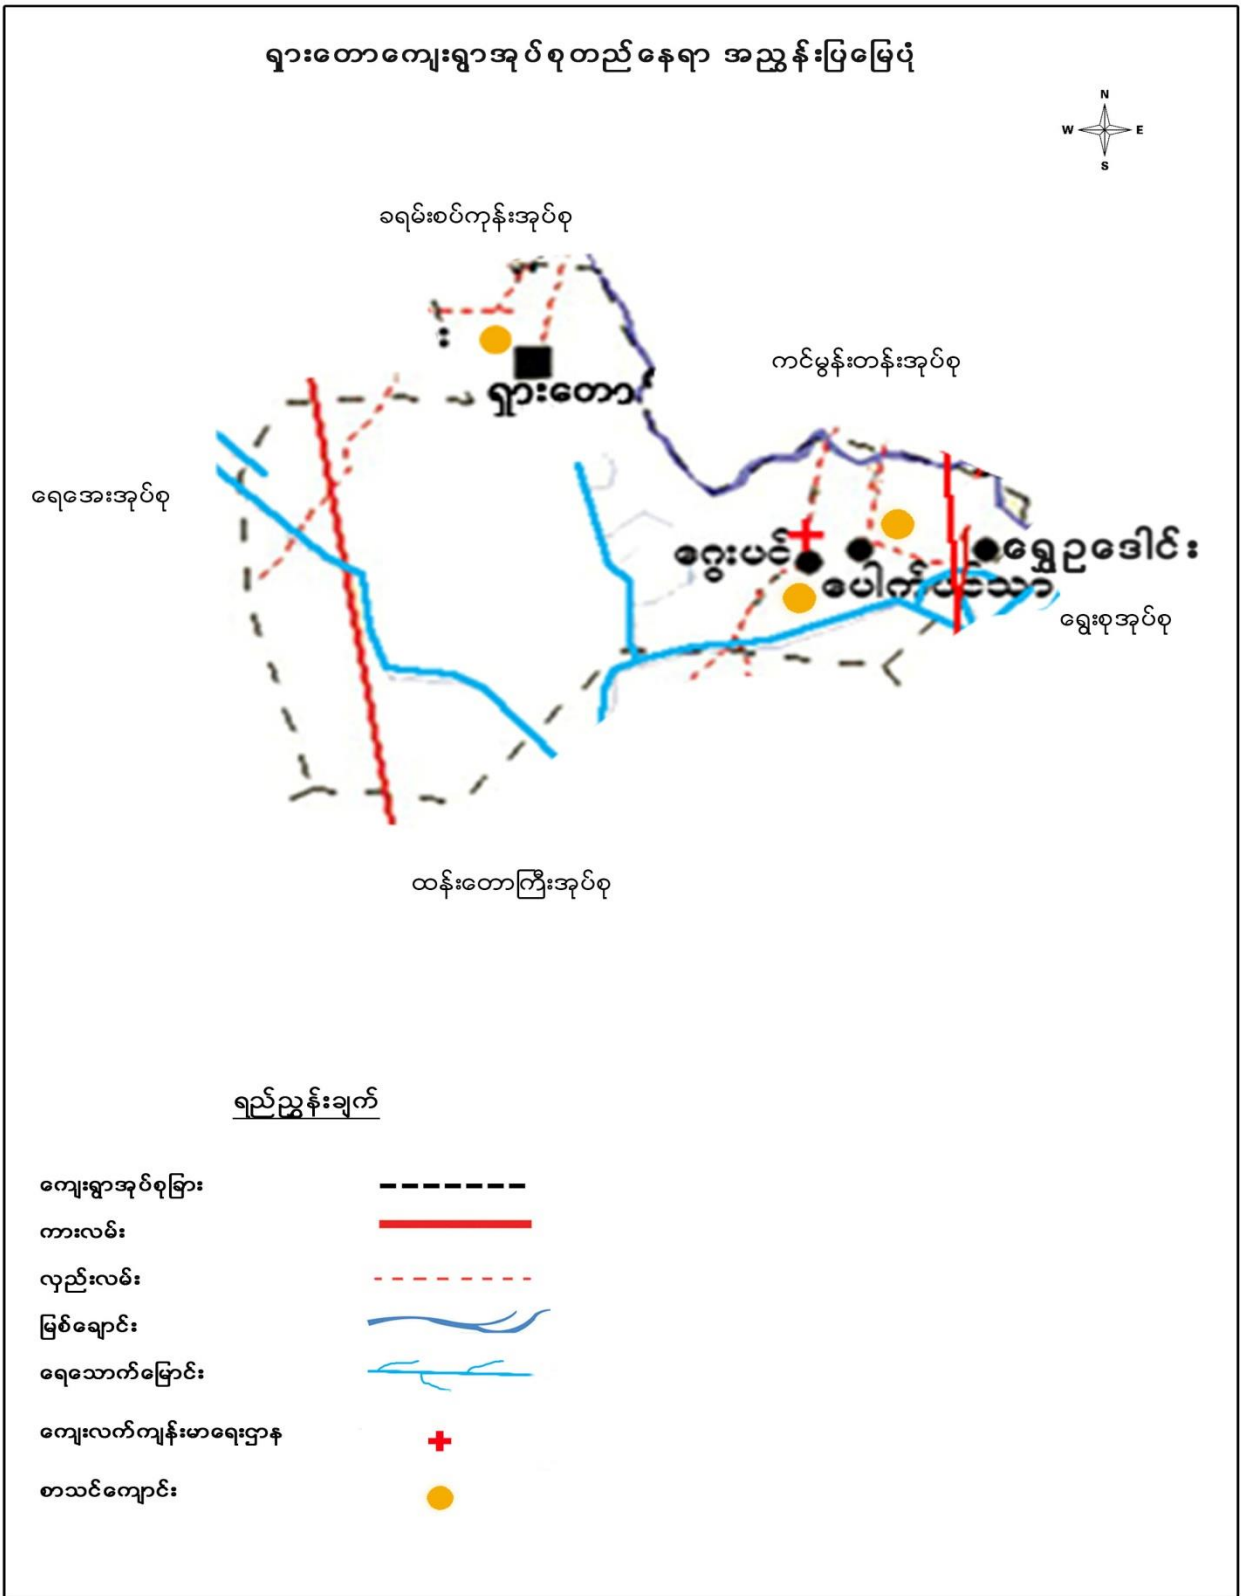 ရှားတောကျေးရွာအုပ်စုတည်နေရာ အညွှန်းပြမြေပုံ
N
W E
S
ခရမ်းစပ်ကုန်းအုပ်စု
ကင်မွန်းတန်းအုပ်စု
ရှားတော
ရေအေးအုပ်စု
ဂွေးပင်
ရွှေဥဒေါင်း
ပေါက်ပင်သာ
ရွေးစုအုပ်စု
ထန်းတောကြီးအုပ်စု
ရည်ညွှန်းချက်
ကျေးရွာအုပ်စုခြား
ကားလမ်း
လှည်းလမ်း
မြစ်ချောင်း
ရေသောက်မြောင်း
ကျေးလက်ကျန်းမာရေးဌာန
စာသင်ကျောင်း